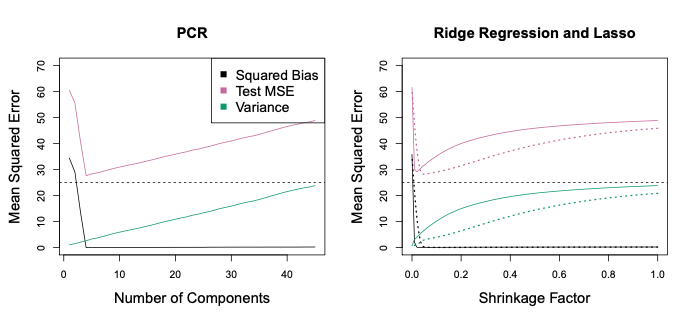 PCR
Mean Squared Error
0 10 20 30 40 50 60 70
Squared Bias
Test MSE
Variance
0 10 20 30 40
Number of Components
Ridge Regression and Lasso
Mean Squared Error
0 10 20 30 40 50 60 70
0.0 0.2 0.4 0.6 0.8 1.0
Shrinkage Factor